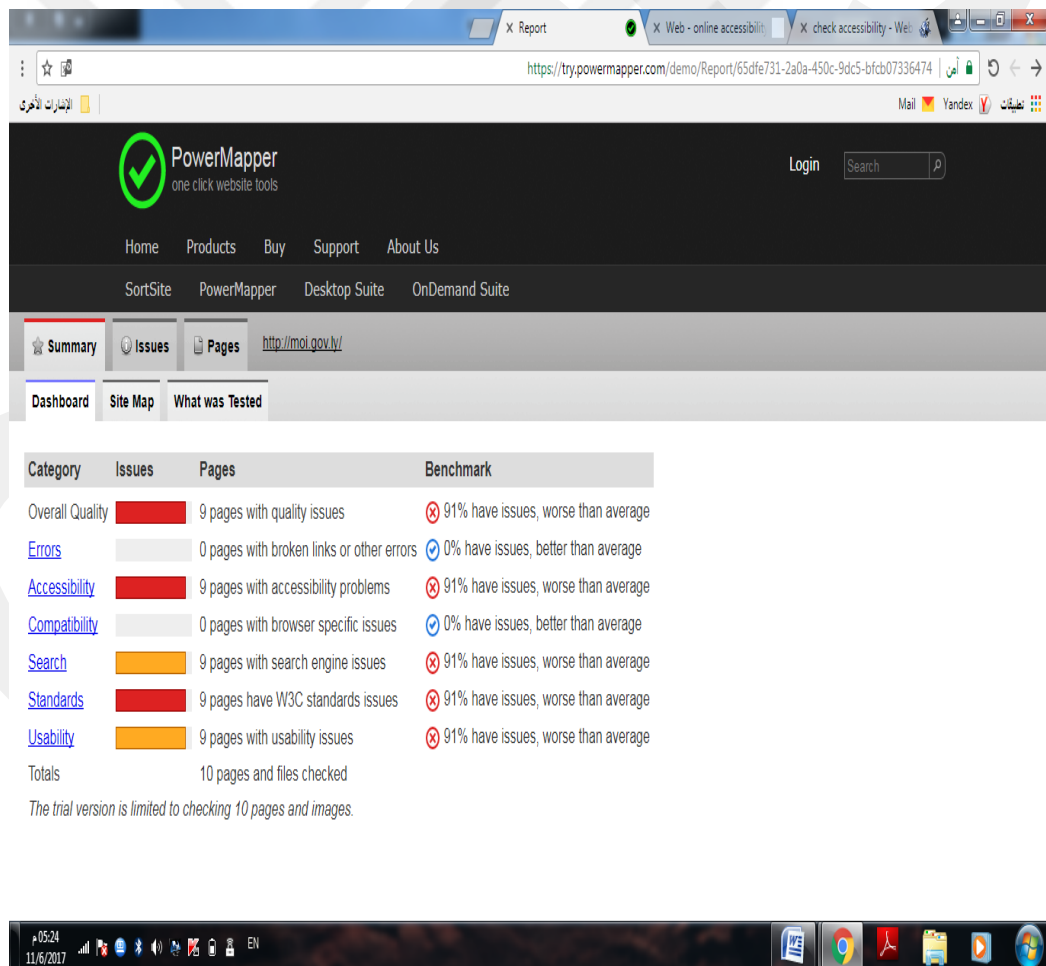 Report
Web - online accessibility
check accessibility - Web
https://try.powermapper.com/demo/Report/65dfe731-2a0a-450c-9dc5-bfcb07336474 | آمن
الإشارات الأخرى
Mail Yandex تطبيقات
PowerMapper
one click website tools
Login Search
Home Products Buy Support About Us
SortSite PowerMapper Desktop Suite OnDemand Suite
Summary Issues Pages http://moi.gov.ly/
Dashboard Site Map What was Tested
Category Issues Pages Benchmark
Overall Quality 9 pages with quality issues 91% have issues, worse than average
Errors 0 pages with broken links or other errors 0% have issues, better than average
Accessibility 9 pages with accessibility problems 91% have issues, worse than average
Compatibility 0 pages with browser specific issues 0% have issues, better than average
Search 9 pages with search engine issues 91% have issues, worse than average
Standards 9 pages have W3C standards issues 91% have issues, worse than average
Usability 9 pages with usability issues 91% have issues, worse than average
Totals 10 pages and files checked
The trial version is limited to checking 10 pages and images.
05:24 م
EN
11/6/2017